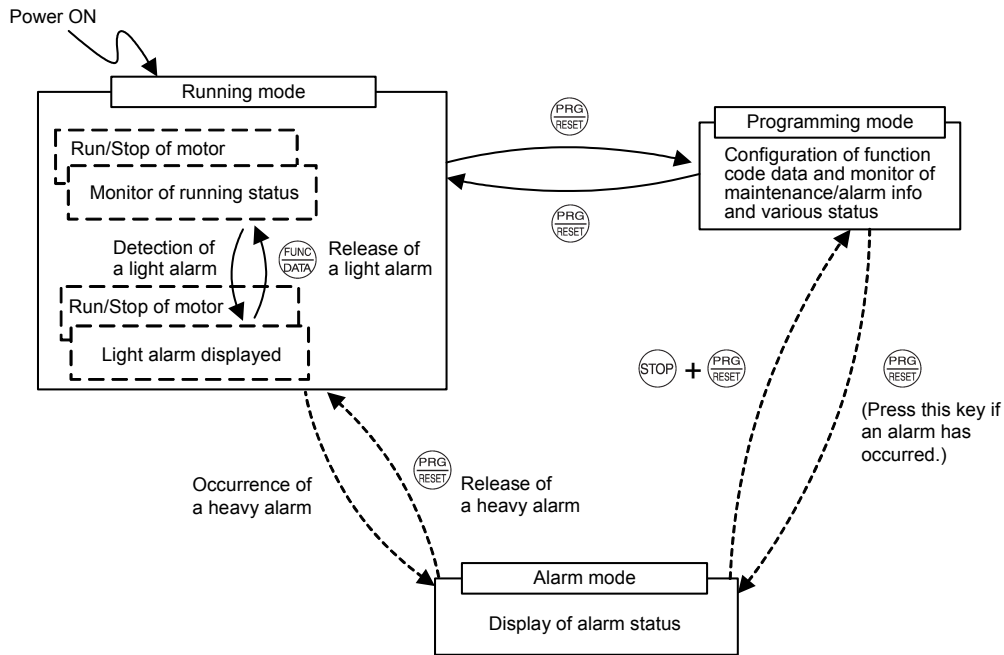 Power ON
Running mode
Run/Stop of motor
Monitor of running status
Detection of
a light alarm
FUNC
DATA
Release of
a light alarm
Run/Stop of motor
Light alarm displayed
PRG
RESET
PRG
RESET
Programming mode
Configuration of function
code data and monitor of
maintenance/alarm info
and various status
STOP + PRG
RESET
PRG
RESET
(Press this key if
an alarm has
occurred.)
Occurrence of
a heavy alarm
PRG
RESET
Release of
a heavy alarm
Alarm mode
Display of alarm status